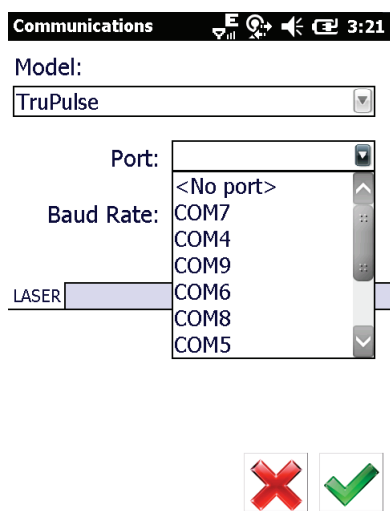 Communications E 3:21
Model:
TruPulse
Port:
<No port>
Baud Rate: COM7
COM4
COM9
LASER COM6
COM8
COM5